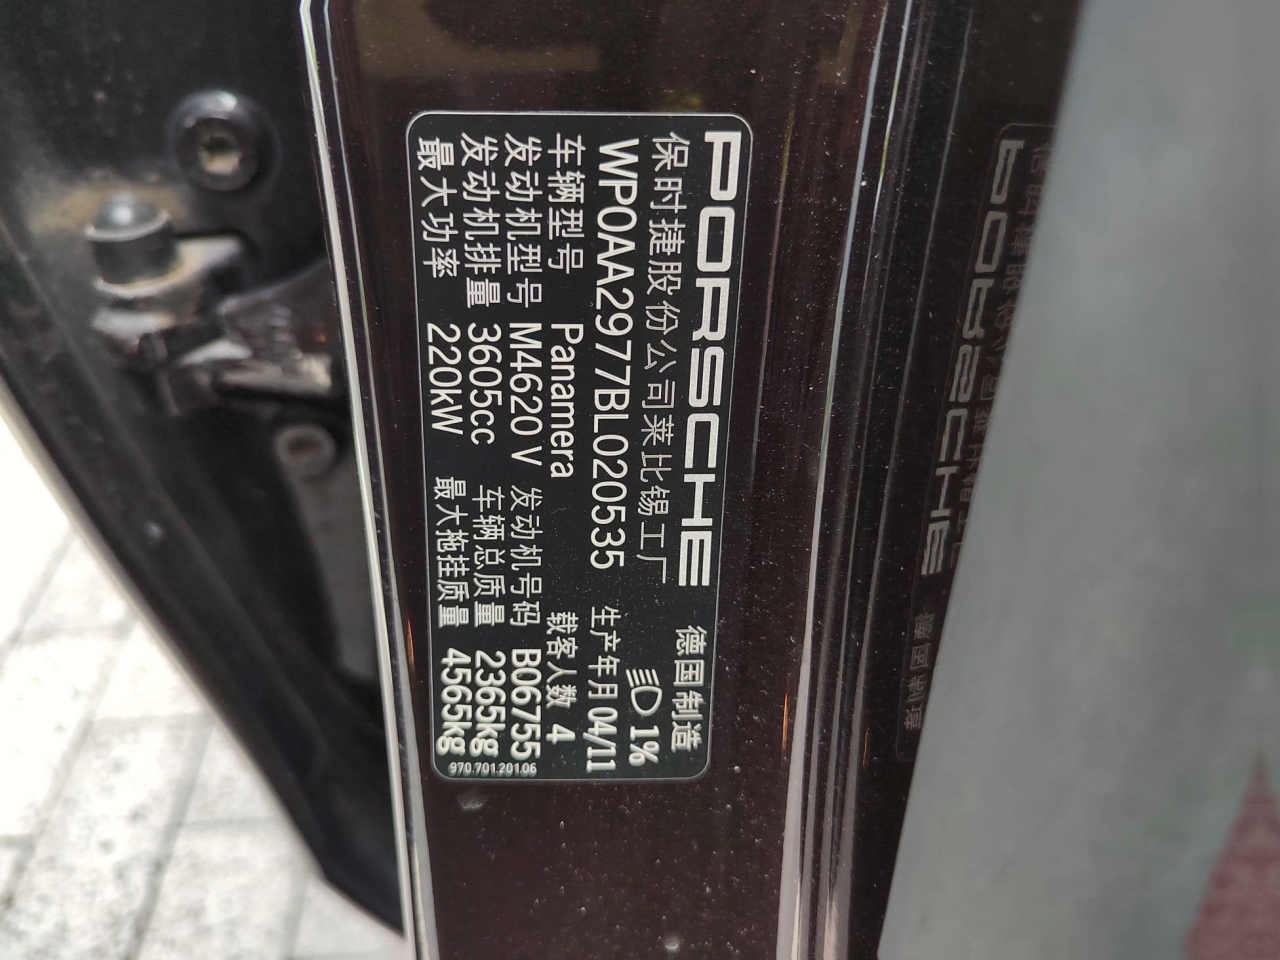 PORSCHE 德国制造
保时捷股份公司莱比锡工厂 1%
WP0AA2977BL020535 生产年月 04/11
车辆型号 Panamera 载客人数 4
发动机型号 M4620 V 发动机号码 B06755
发动机排量 3605cc 车辆总质量 2365kg
最大功率 220kW 最大拖挂质量 4565kg
970.701.201.06